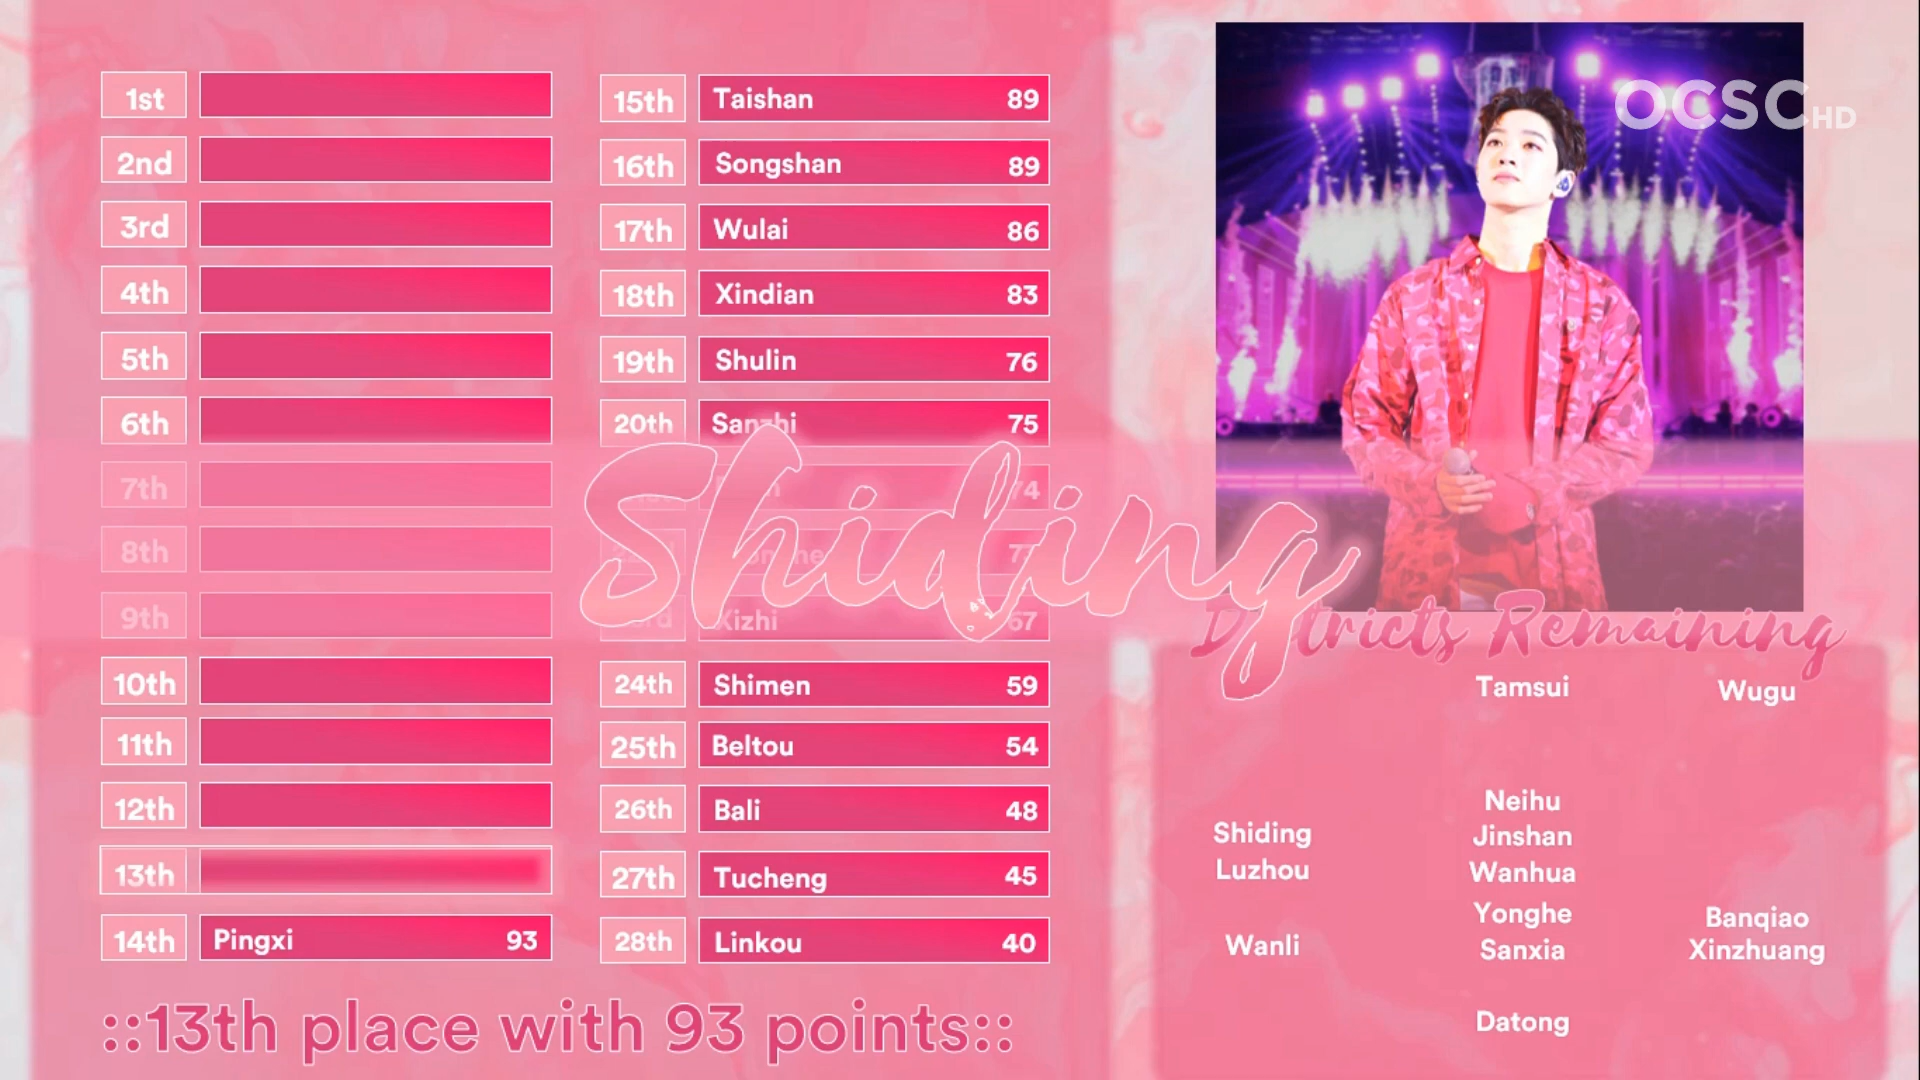 1st
2nd
3rd
4th
5th
6th
7th
8th
9th
10th
11th
12th
13th
14th Pingxi 93
15th Taishan 89
16th Songshan 89
17th Wulai 86
18th Xindian 83
19th Shulin 76
20th Sanzhi 75
74
Xizhi 67
24th Shimen 59
25th Beltou 54
26th Bali 48
27th Tucheng 45
28th Linkou 40
Shiding
::13th place with 93 points::
OCSC HD
Districts Remaining
Shiding
Luzhou
Wanli
Tamsui
Neihu
Jinshan
Wanhua
Yonghe
Sanxia
Datong
Wugu
Banqiao
Xinzhuang